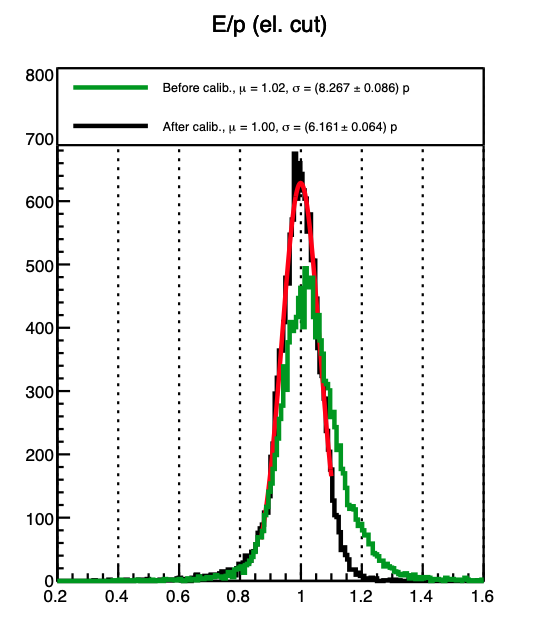 E/p (el. cut)
800
Before calib., μ = 1.02, σ = (8.267 ± 0.086) p
After calib., μ = 1.00, σ = (6.161± 0.064) p
700
600
500
400
300
200
100
0
0.2 0.4 0.6 0.8 1 1.2 1.4 1.6